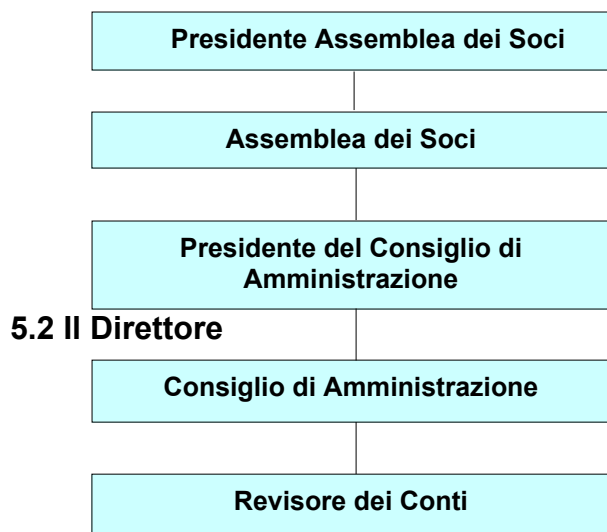 Presidente Assemblea dei Soci
Assemblea dei Soci
Presidente del Consiglio di
Amministrazione
5.2 Il Direttore
Consiglio di Amministrazione
Revisore dei Conti